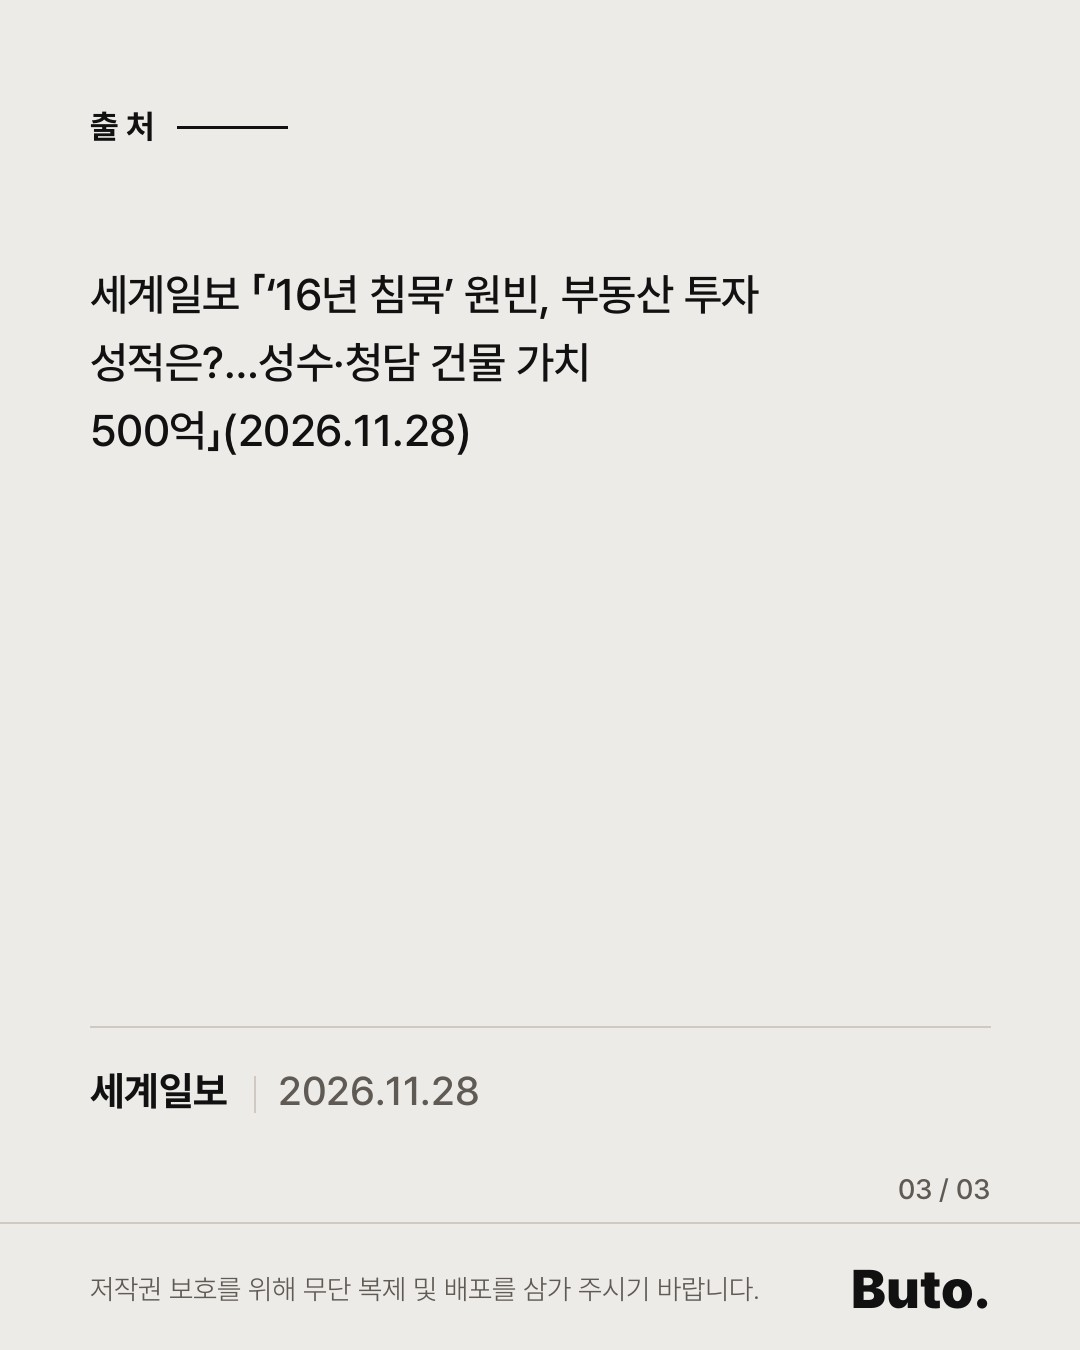 출처
세계일보 「‘16년 침묵’ 원빈, 부동산 투자
성적은?...성수·청담 건물 가치
500억」(2026.11.28)
세계일보 | 2026.11.28
03 / 03
저작권 보호를 위해 무단 복제 및 배포를 삼가 주시기 바랍니다.
Buto.